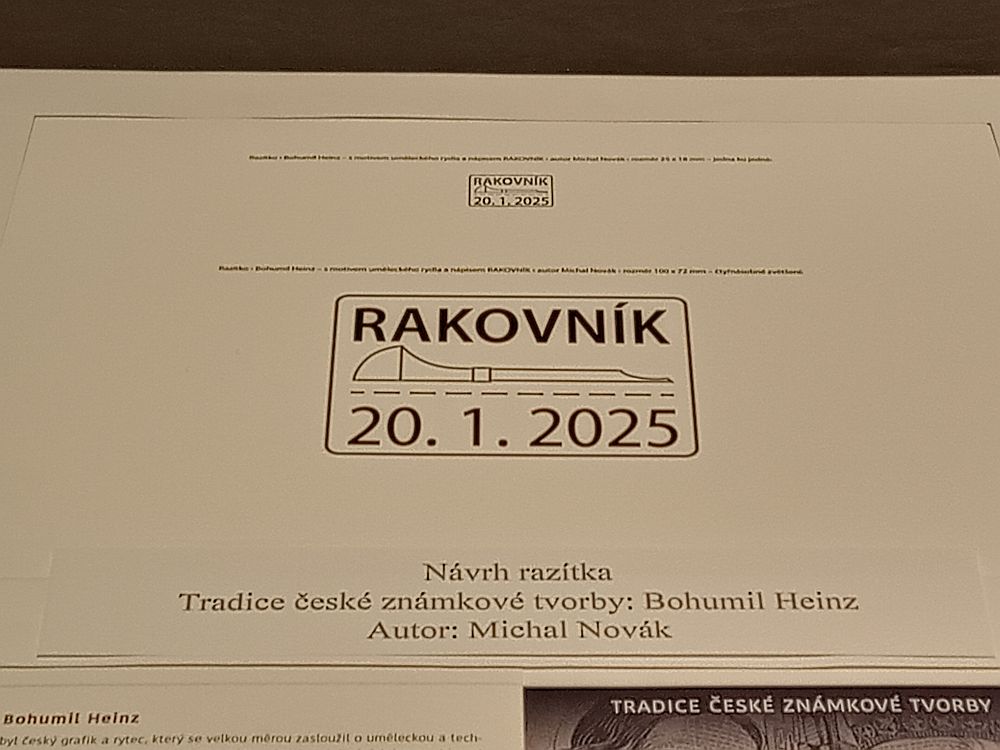 Razítko : Bohumil Heinz – s motivem uměleckého rydla a nápisem RAKOVNÍK : autor Michal Novák : rozměr 25 x 18 mm – jedna ku jedné.
RAKOVNÍK
20. 1. 2025
Razítko : Bohumil Heinz – s motivem uměleckého rydla a nápisem RAKOVNÍK : autor Michal Novák : rozměr 100 x 72 mm – čtyřnásobné zvětšení.
RAKOVNÍK
20. 1. 2025
Návrh razítka
Tradice české známkové tvorby: Bohumil Heinz
Autor: Michal Novák
Bohumil Heinz
byl český grafik a rytec, který se velkou měrou zasloužil o uměleckou a tech-
TRADICE ČESKÉ ZNÁMKOVÉ TVORBY